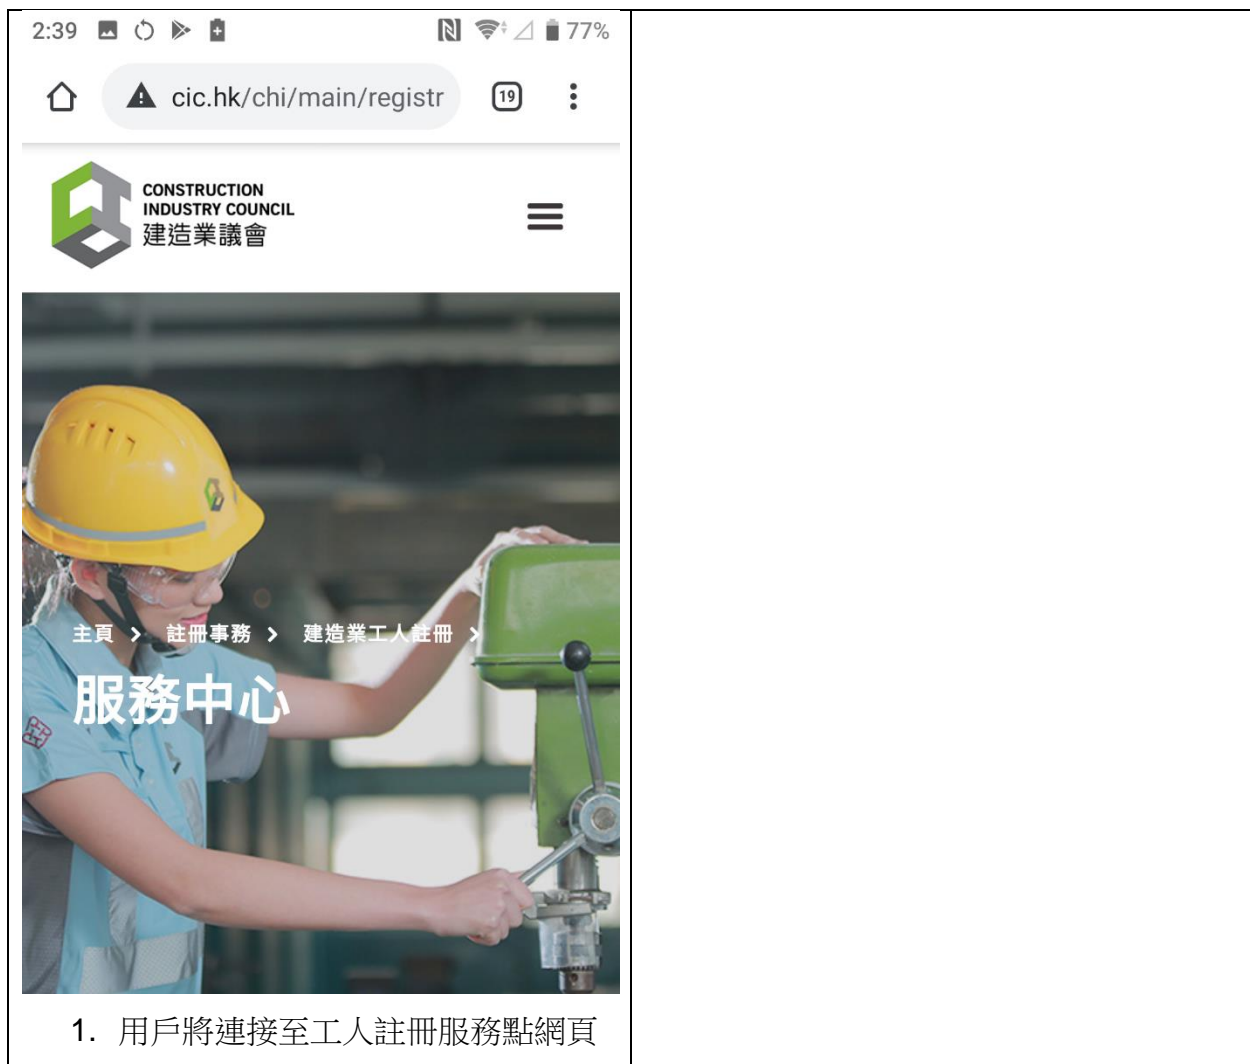 2:39 77%
cic.hk/chi/main/registr 19
CONSTRUCTION
INDUSTRY COUNCIL
建造業議會
主頁 > 註冊事務 > 建造業工人註冊 >
服務中心
1. 用戶將連接至工人註冊服務點網頁